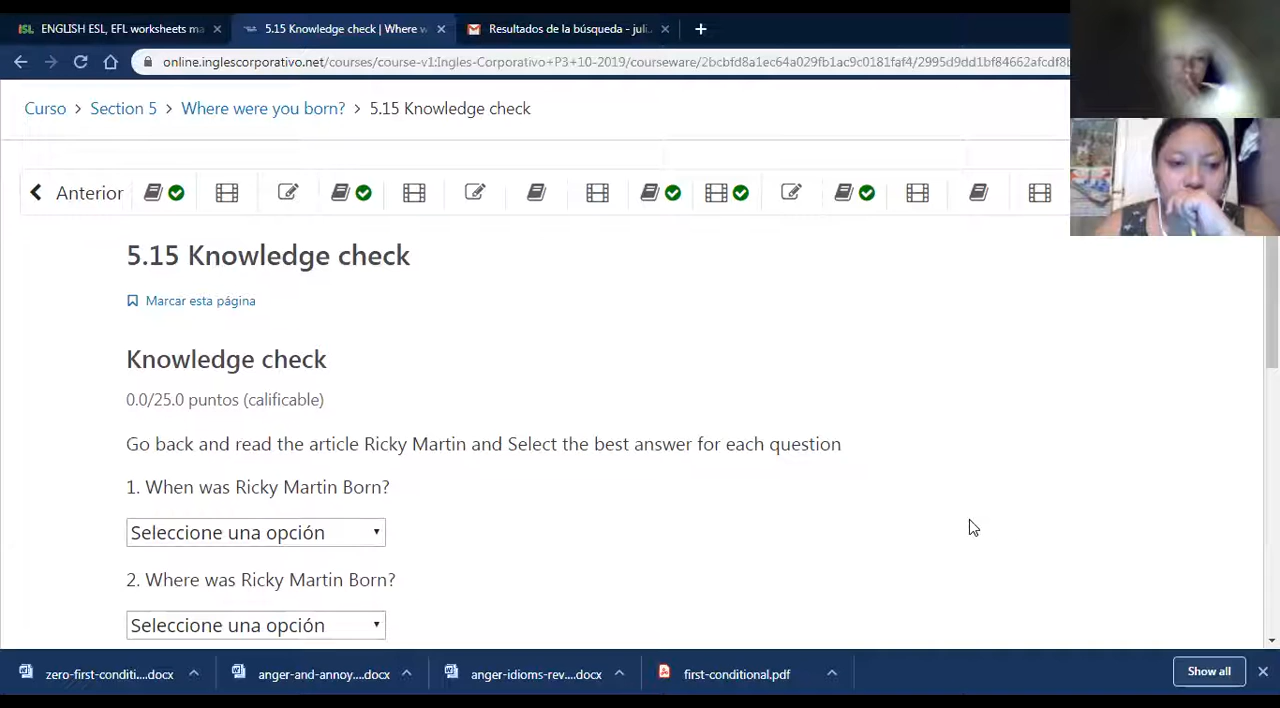 ENGLISH ESL, EFL worksheets ma
5.15 Knowledge check | Where w
Resultados de la búsqueda - juli
online.inglescorporativo.net/courses/course-v1:Ingles-Corporativo+P3+10-2019/courseware/2bcbfd8a1ec64a029fb1ac9c0181faf4/2995d9dd1bf84662afcdf8b
Curso > Section 5 > Where were you born? > 5.15 Knowledge check
Anterior
5.15 Knowledge check
Marcar esta página
Knowledge check
0.0/25.0 puntos (calificable)
Go back and read the article Ricky Martin and Select the best answer for each question
1. When was Ricky Martin Born?
Seleccione una opción
2. Where was Ricky Martin Born?
Seleccione una opción
zero-first-conditi....docx
anger-and-annoy....docx
anger-idioms-rev....docx
first-conditional.pdf
Show all